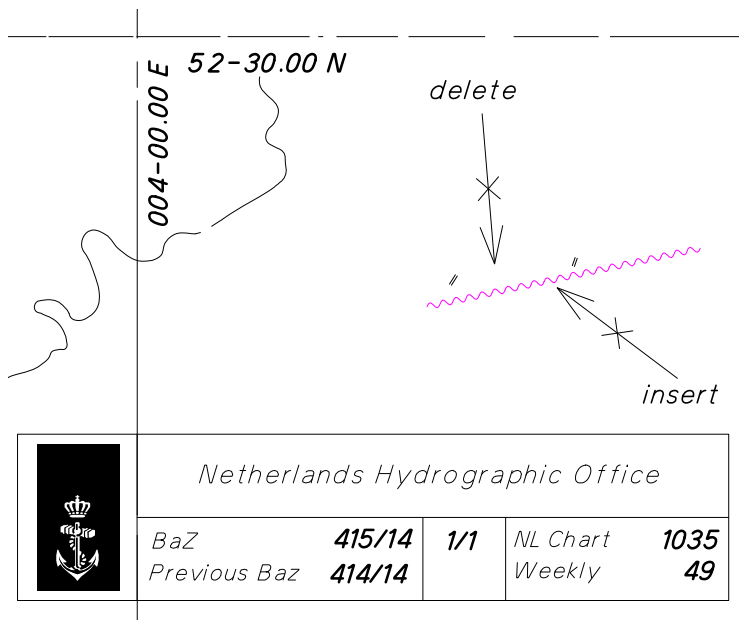 52-30.00 N
004-00.00 E
delete
insert
Netherlands Hydrographic Office
BaZ 415/14 1/1 NL Chart 1035
Previous Baz 414/14 Weekly 49